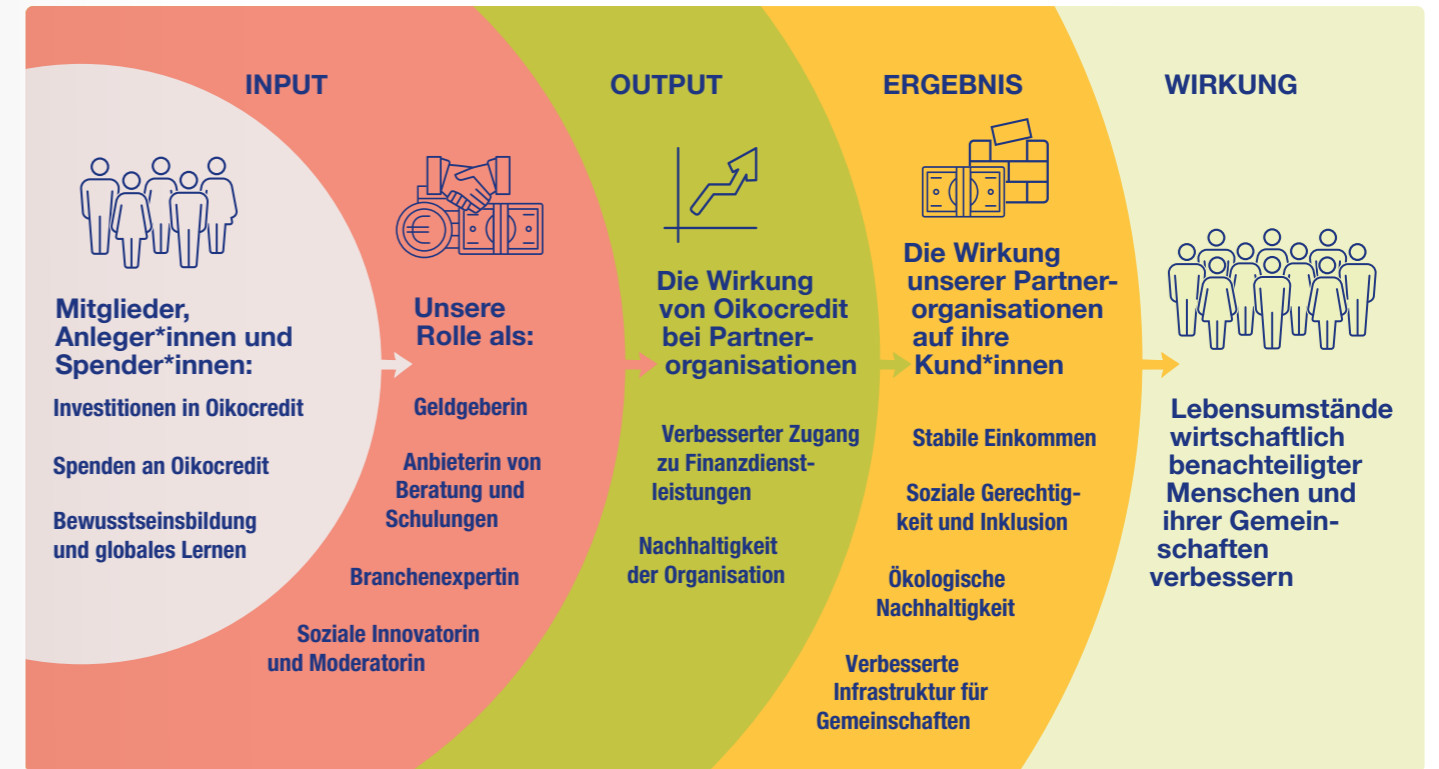 INPUT
OUTPUT
ERGEBNIS
WIRKUNG
Mitglieder,
Anleger*innen und
Spender*innen:
Investitionen in Oikocredit
Spenden an Oikocredit
Bewusstseinsbildung
und globales Lernen
Unsere
Rolle als:
Geldgeberin
Anbieterin von
Beratung und
Schulungen
Branchenexpertin
Soziale Innovatorin
und Moderatorin
Die Wirkung
von Oikocredit
bei Partner-
organisationen
Verbesserter Zugang
zu Finanzdienst-
leistungen
Nachhaltigkeit
der Organisation
Die Wirkung
unserer Partner-
organisationen
auf ihre
Kund*innen
Stabile Einkommen
Soziale Gerechtig-
keit und Inklusion
Ökologische
Nachhaltigkeit
Verbesserte
Infrastruktur für
Gemeinschaften
Lebensumstände
wirtschaftlich
benachteiligter
Menschen und
ihrer Gemein-
schaften
verbessern